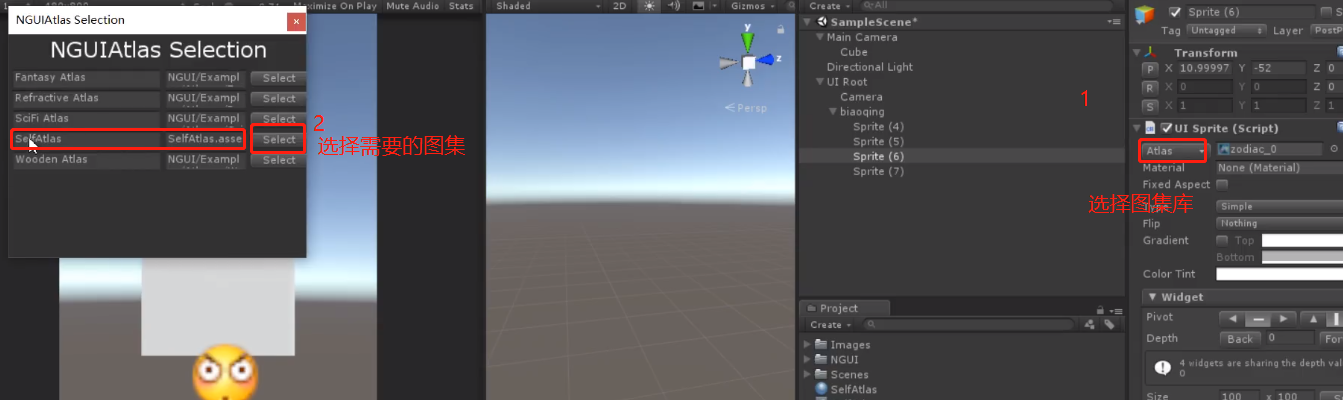 NGUIAtlas Selection
NGUIAtlas Selection
Fantasy Atlas NGUI/Exampl Select
Refractive Atlas NGUI/Exampl Select
SciFi Atlas NGUI/Exampl Select
SelfAtlas SelfAtlas.asse Select
Wooden Atlas NGUI/Exampl Select
2
选择需要的图集
Maximize On Play Mute Audio Stats
Shaded 2D Gizmos All
Persp
y
z
Create All
SampleScene*
Main Camera
Cube
Directional Light
UI Root
Camera
biaoqing
Sprite (4)
Sprite (5)
Sprite (6)
Sprite (7)
1
选择图集库
Project
Create
Images
NGUI
Scenes
SelfAtlas
Sprite (6) S
Tag Untagged Layer PostP
Transform
P X 10.99997 Y -52 Z 0
R X 0 Y 0 Z 0
S X 1 Y 1 Z 1
UI Sprite (Script)
Atlas zodiac_0
Material None (Material)
Fixed Aspect
Type Simple
Flip Nothing
Gradient Top
Bottom
Color Tint
Widget
Pivot
Depth Back 0 For
4 widgets are sharing the depth val
0
Size 100 x 100